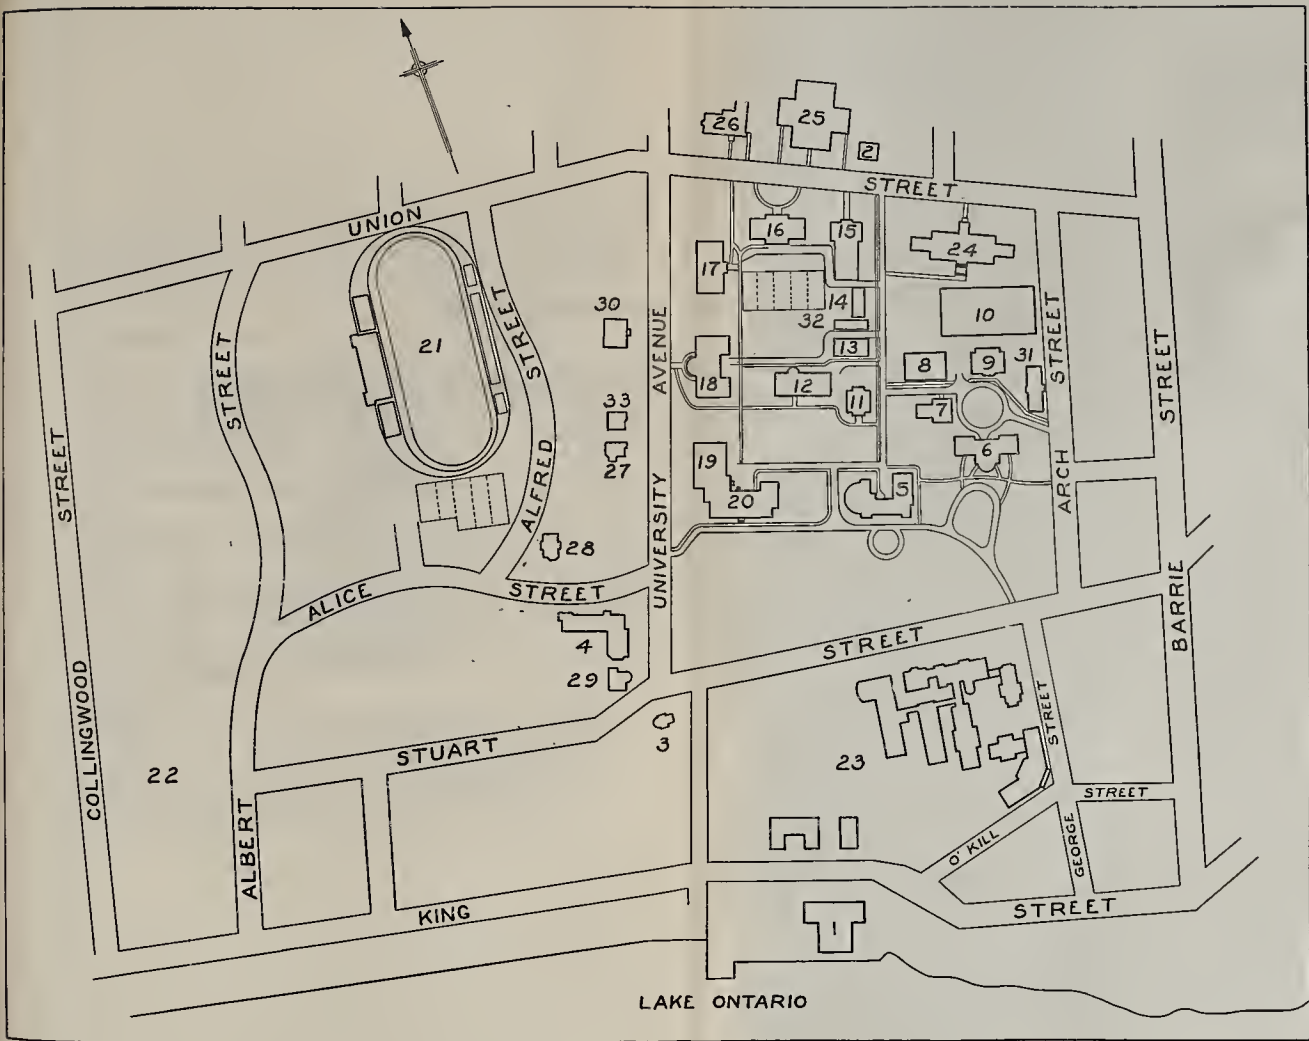 26
25
2
STREET
UNION
16
15
24
17
14
32
10
30
21
STREET
STREET
AVENUE
13
8
9
31
STREET
STREET
18
12
11
7
33
27
ALFRED
19
20
5
6
ARCH
STREET
UNIVERSITY
28
ALICE
STREET
BARRIE
4
29
STREET
STREET
COLLINGWOOD
22
STUART
3
23
STREET
ALBERT
O'KILL
GEORGE
KING
STREET
1
LAKE ONTARIO